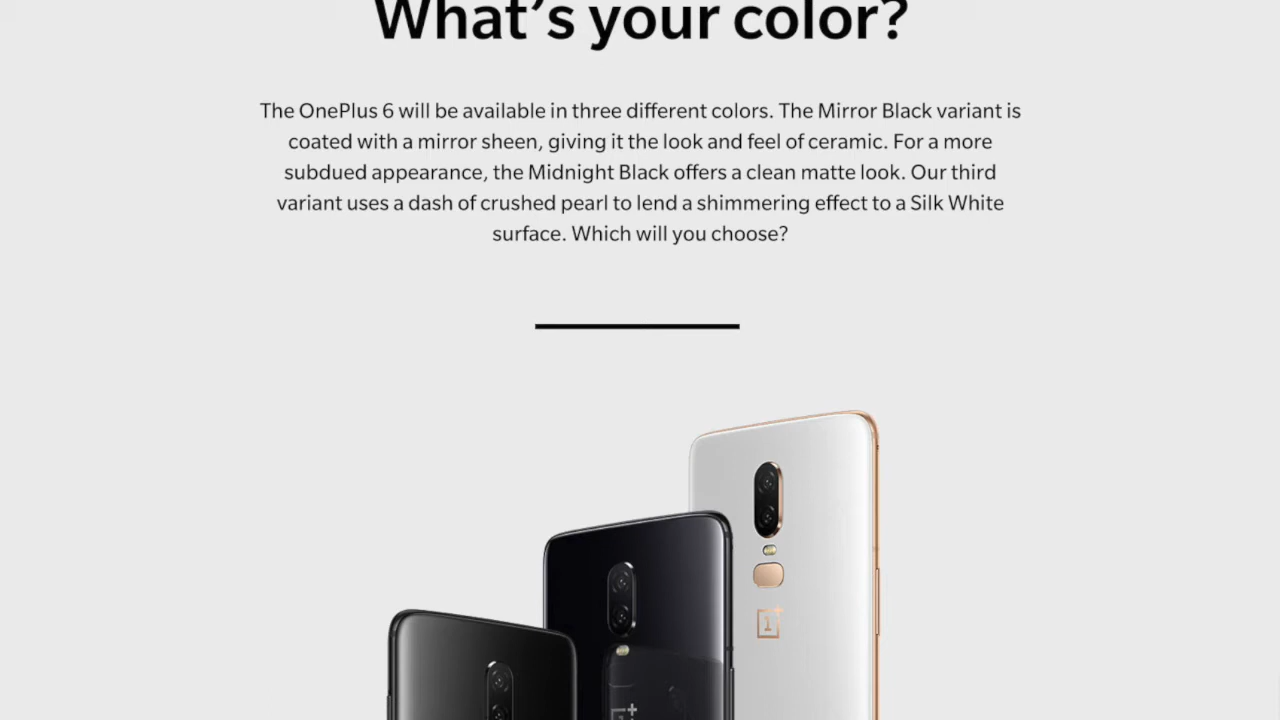 What's your color?
The OnePlus 6 will be available in three different colors. The Mirror Black variant is
coated with a mirror sheen, giving it the look and feel of ceramic. For a more
subdued appearance, the Midnight Black offers a clean matte look. Our third
variant uses a dash of crushed pearl to lend a shimmering effect to a Silk White
surface. Which will you choose?
1